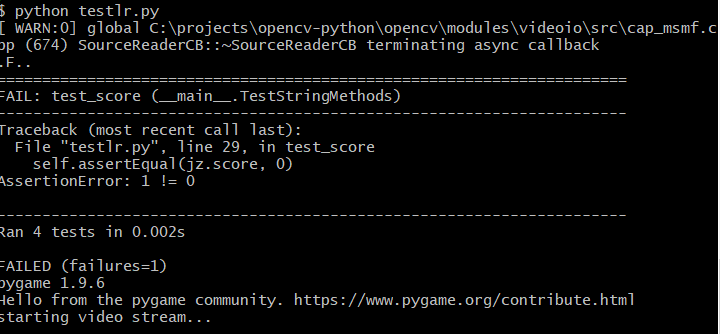 $ python testlr.py
[ WARN:0] global C:\projects\opencv-python\opencv\modules\videoio\src\cap_msmf.c
pp (674) SourceReaderCB::~SourceReaderCB terminating async callback
.F..
======================================================================
FAIL: test_score (__main__.TestStringMethods)
----------------------------------------------------------------------
Traceback (most recent call last):
  File "testlr.py", line 29, in test_score
    self.assertEqual(jz.score, 0)
AssertionError: 1 != 0

----------------------------------------------------------------------
Ran 4 tests in 0.002s

FAILED (failures=1)
pygame 1.9.6
Hello from the pygame community. https://www.pygame.org/contribute.html
starting video stream...